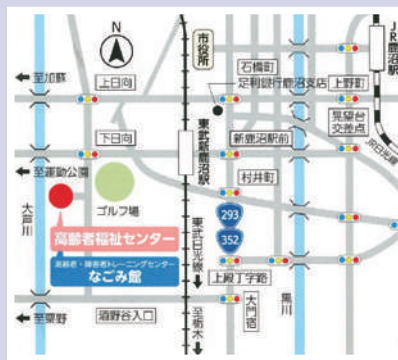 N
市役所
JR鹿沼駅
石橋町
足利銀行鹿沼支店
上野町
至加蘇
上日向
晃望台
交差点
JR日光線
下日向
東武新鹿沼駅
新鹿沼駅前
至運動公園
村井町
ゴルフ場
大芦川
高齢者福祉センター
293
352
高齢者・障害者トレーニングセンター
なごみ館
東武日光線
上殿丁字路
黒川
大門宿
酒野谷入口
至粟野
至栃木